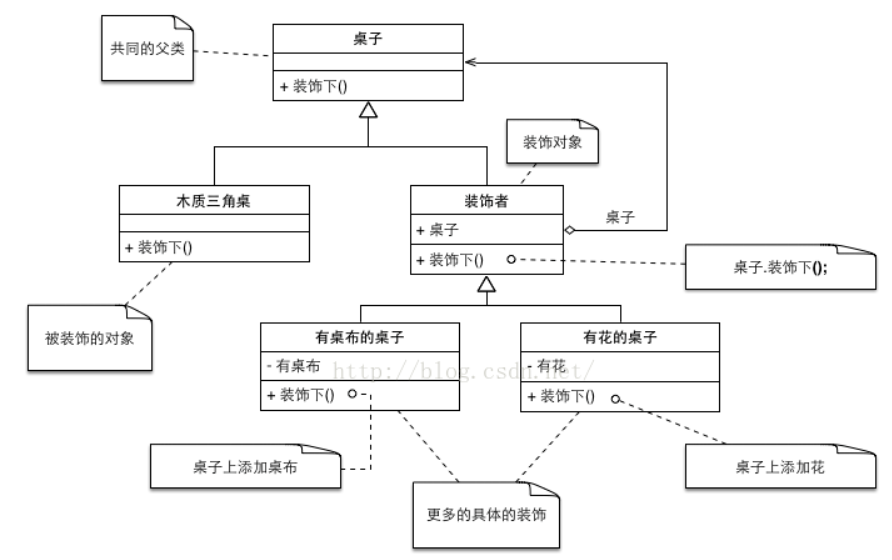 桌子
共同的父类
+ 装饰下()
装饰对象
木质三角桌
装饰者
+ 桌子
桌子
+ 装饰下()
+ 装饰下()
桌子.装饰下();
被装饰的对象
有桌布的桌子
有花的桌子
- 有桌布
- 有花
http://blog.csdn.net/
+ 装饰下()
+ 装饰下()
桌子上添加桌布
桌子上添加花
更多的具体的装饰